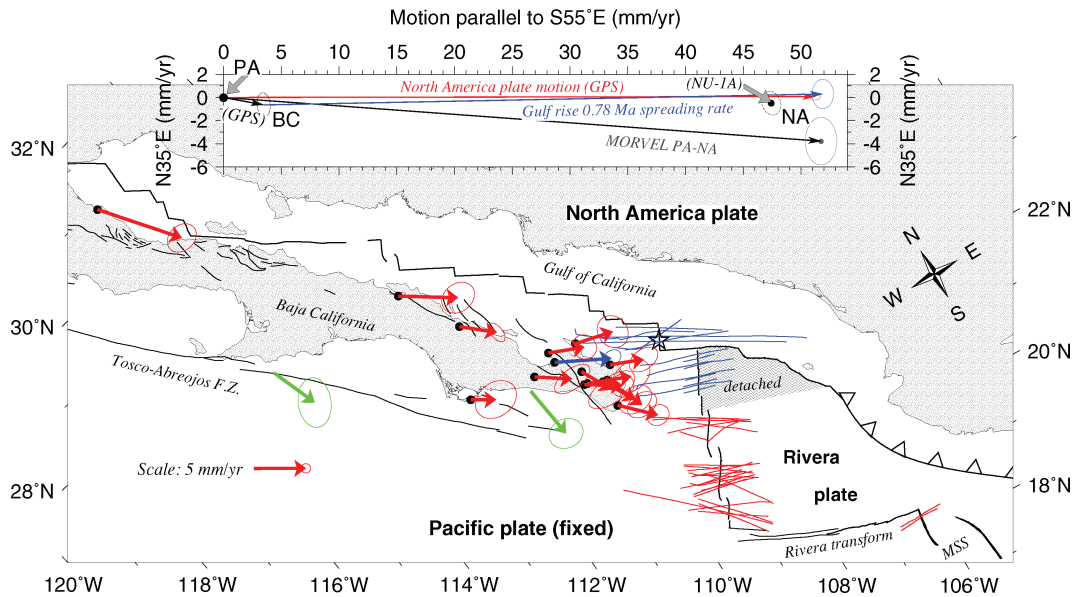 Motion parallel to S55˚E (mm/yr)
0 5 10 15 20 25 30 35 40 45 50
PA
2 2
0 0
-2 -2
-4 -4
-6 -6
N35˚E (mm/yr)
N35˚E (mm/yr)
North America plate motion (GPS)
(NU-1A)
(GPS)
BC
Gulf rise 0.78 Ma spreading rate
NA
MORVEL PA-NA
32˚N
30˚N
28˚N
22˚N
20˚N
18˚N
North America plate
N
E
W
S
Gulf of California
Baja California
Tosco-Abreojos F.Z.
detached
Scale: 5 mm/yr
Rivera
plate
Pacific plate (fixed)
Rivera transform
MSS
120˚W 118˚W 116˚W 114˚W 112˚W 110˚W 108˚W 106˚W